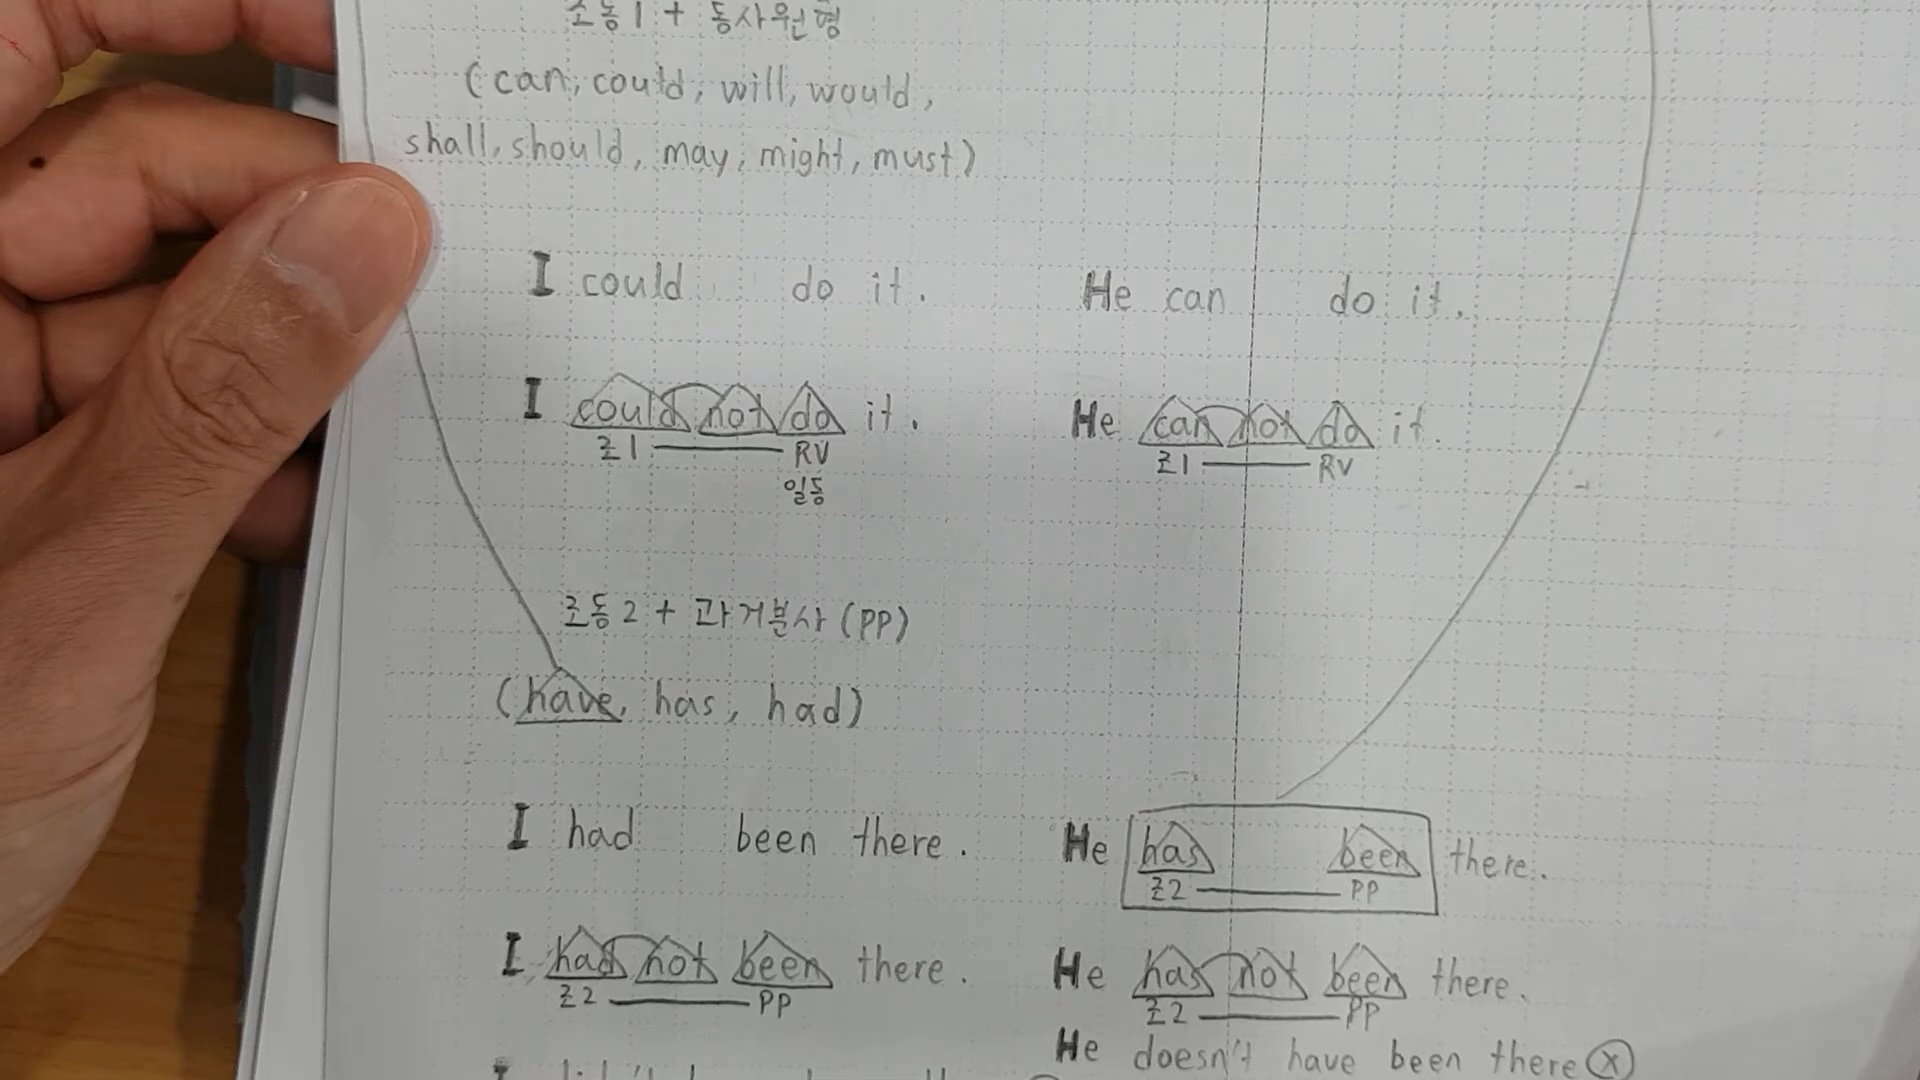 조동1 + 동사원형
(can, could, will, would,
shall, should, may, might, must)
I could do it. He can do it.
I could not do it. He can not do it.
조1 RV 조1 RV
일동
조동2 + 과거분사 (PP)
(have, has, had)
I had been there. He has been there.
조2 PP
I had not been there. He has not been there.
조2 PP 조2 PP
He doesn't have been there ⓧ